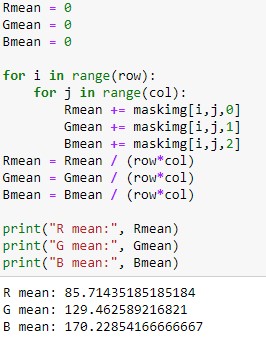 Rmean = 0
Gmean = 0
Bmean = 0
for i in range(row):
    for j in range(col):
        Rmean += maskimg[i,j,0]
        Gmean += maskimg[i,j,1]
        Bmean += maskimg[i,j,2]
Rmean = Rmean / (row*col)
Gmean = Gmean / (row*col)
Bmean = Bmean / (row*col)
print("R mean:", Rmean)
print("G mean:", Gmean)
print("B mean:", Bmean)
R mean: 85.71435185185184
G mean: 129.462589216821
B mean: 170.22854166666667